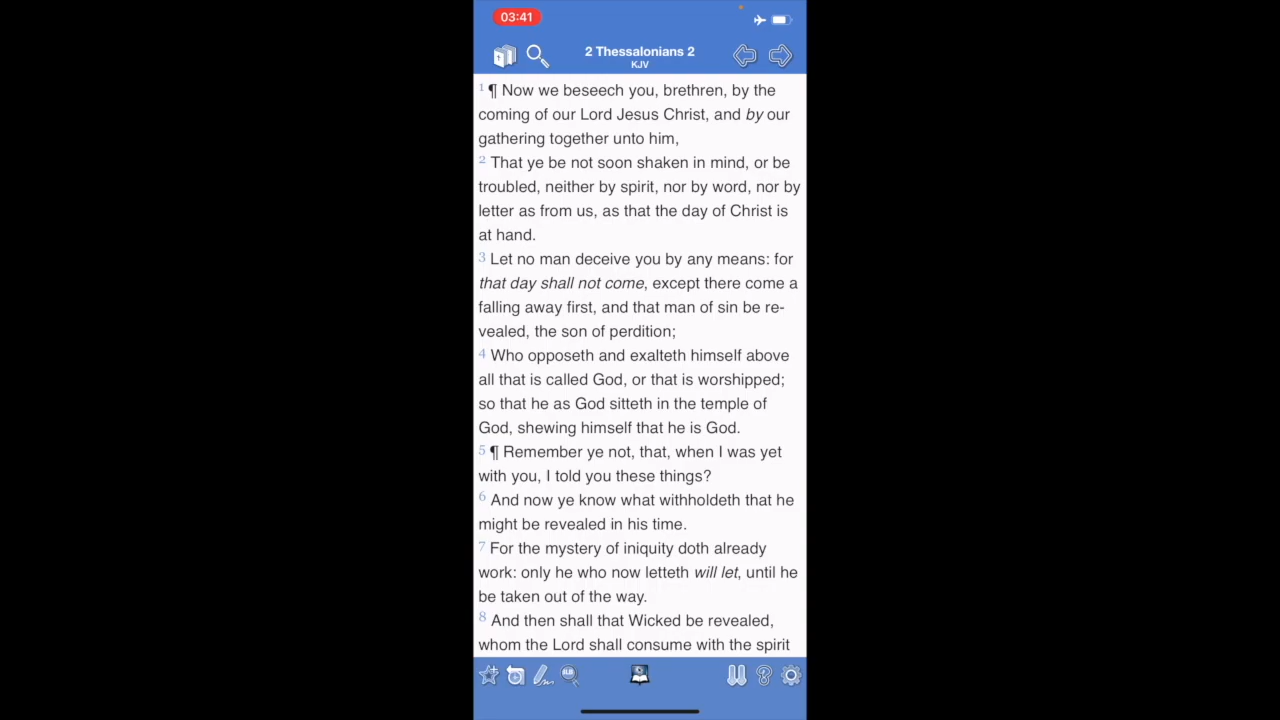 03:41
2 Thessalonians 2
KJV
1 ¶ Now we beseech you, brethren, by the
coming of our Lord Jesus Christ, and by our
gathering together unto him,
2 That ye be not soon shaken in mind, or be
troubled, neither by spirit, nor by word, nor by
letter as from us, as that the day of Christ is
at hand.
3 Let no man deceive you by any means: for
that day shall not come, except there come a
falling away first, and that man of sin be re-
vealed, the son of perdition;
4 Who opposeth and exalteth himself above
all that is called God, or that is worshipped;
so that he as God sitteth in the temple of
God, shewing himself that he is God.
5 ¶ Remember ye not, that, when I was yet
with you, I told you these things?
6 And now ye know what withholdeth that he
might be revealed in his time.
7 For the mystery of iniquity doth already
work: only he who now letteth will let, until he
be taken out of the way.
8 And then shall that Wicked be revealed,
whom the Lord shall consume with the spirit